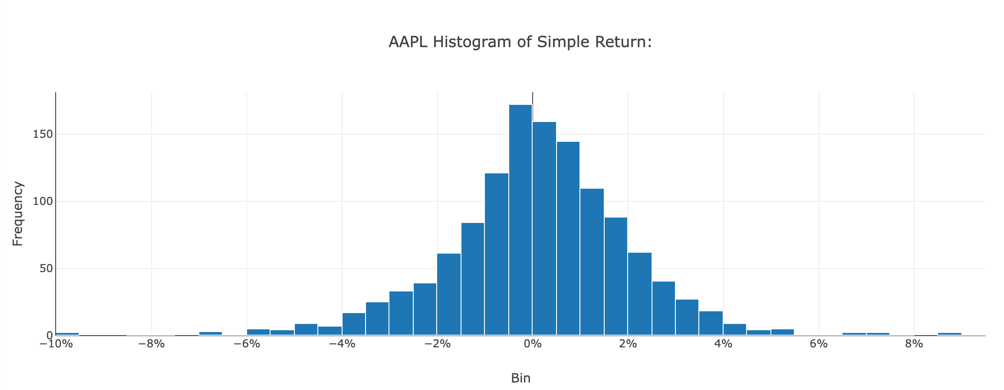 AAPL Histogram of Simple Return:
150
100
50
0
Frequency
−10% −8% −6% −4% −2% 0% 2% 4% 6% 8%
Bin